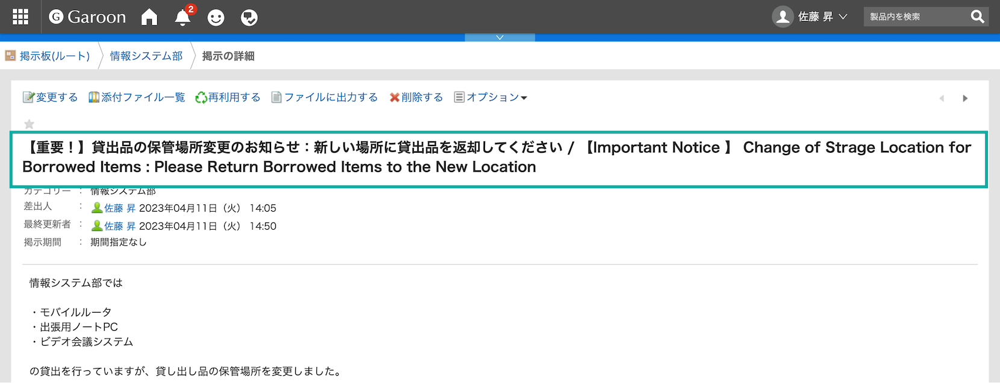 G Garoon 2 佐藤 昇 製品内を検索
掲示板(ルート) 情報システム部 掲示の詳細
変更する 添付ファイル一覧 再利用する ファイルに出力する 削除する オプション
【重要！】貸出品の保管場所変更のお知らせ：新しい場所に貸出品を返却してください / 【Important Notice 】 Change of Strage Location for
Borrowed Items : Please Return Borrowed Items to the New Location
カテゴリー ： 情報システム部
差出人 ： 佐藤 昇 2023年04月11日（火） 14:05
最終更新者 ： 佐藤 昇 2023年04月11日（火） 14:50
掲示期間 ： 期間指定なし
情報システム部では
・モバイルルータ
・出張用ノートPC
・ビデオ会議システム
の貸出を行っていますが、貸し出し品の保管場所を変更しました。